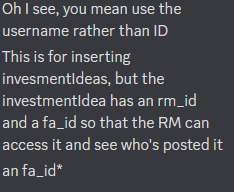 Oh I see, you mean use the
username rather than ID
This is for inserting
invesmentIdeas, but the
investmentIdea has an rm_id
and a fa_id so that the RM can
access it and see who's posted it
an fa_id*